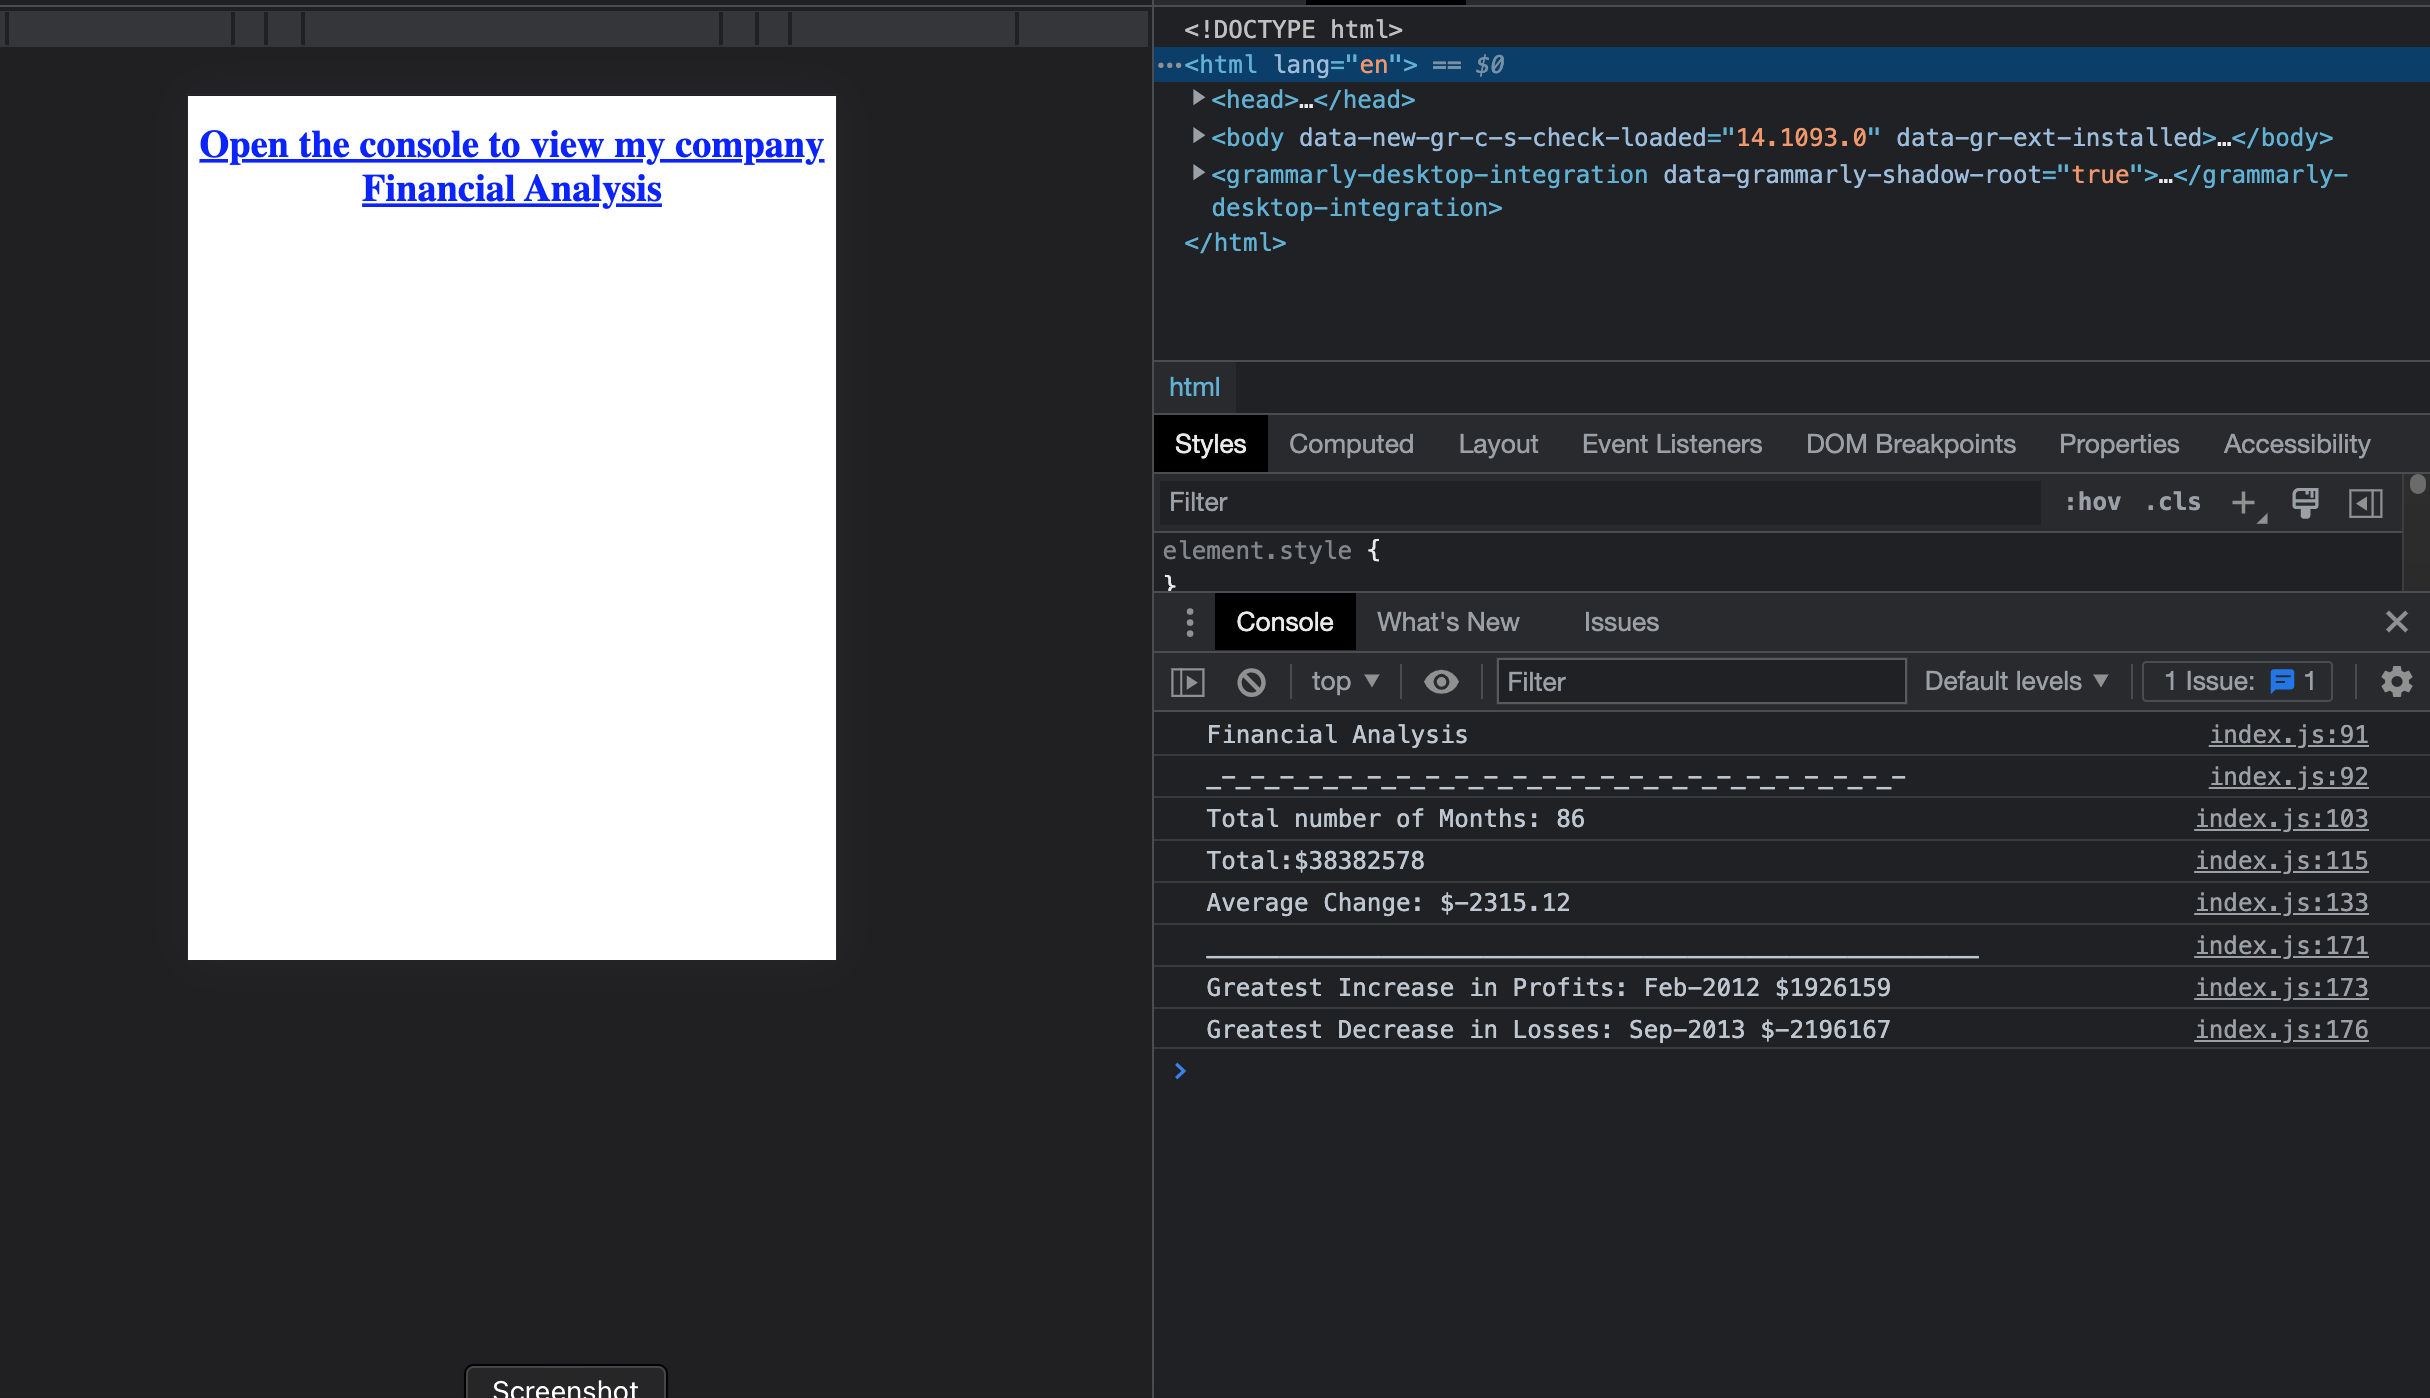 Open the console to view my company
Financial Analysis
<!DOCTYPE html>
<html lang="en"> == $0
<head>…</head>
<body data-new-gr-c-s-check-loaded="14.1093.0" data-gr-ext-installed>…</body>
<grammarly-desktop-integration data-grammarly-shadow-root="true">…</grammarly-
desktop-integration>
</html>
html
Styles Computed Layout Event Listeners DOM Breakpoints Properties Accessibility
Filter :hov .cls
element.style {
}
Console What's New Issues
top Filter Default levels 1 Issue: 1
Financial Analysis index.js:91
_-_-_-_-_-_-_-_-_-_-_-_-_-_-_-_-_-_-_-_-_-_-_-_- index.js:92
Total number of Months: 86 index.js:103
Total:$38382578 index.js:115
Average Change: $-2315.12 index.js:133
_____________________________________________________ index.js:171
Greatest Increase in Profits: Feb-2012 $1926159 index.js:173
Greatest Decrease in Losses: Sep-2013 $-2196167 index.js:176
Screenshot